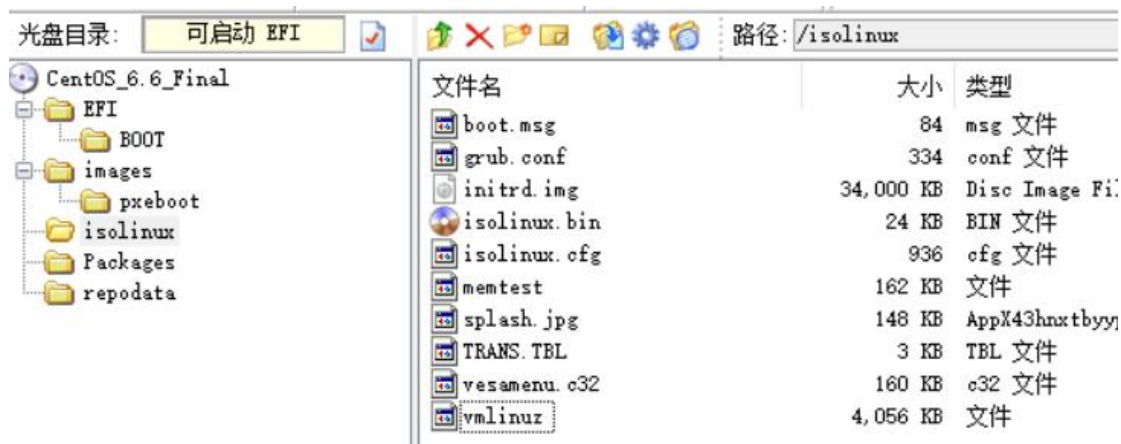 光盘目录: 可启动 EFI 路径: /isolinux
CentOS_6.6_Final
EFI
BOOT
images
pxeboot
isolinux
Packages
repodata
文件名 大小 类型
boot.msg 84 msg 文件
grub.conf 334 conf 文件
initrd.img 34,000 KB Disc Image Fi
isolinux.bin 24 KB BIN 文件
isolinux.cfg 936 cfg 文件
memtest 162 KB 文件
splash.jpg 148 KB AppX43hnxtbyy
TRANS.TBL 3 KB TBL 文件
vesamenu.c32 160 KB c32 文件
vmlinuz 4,056 KB 文件